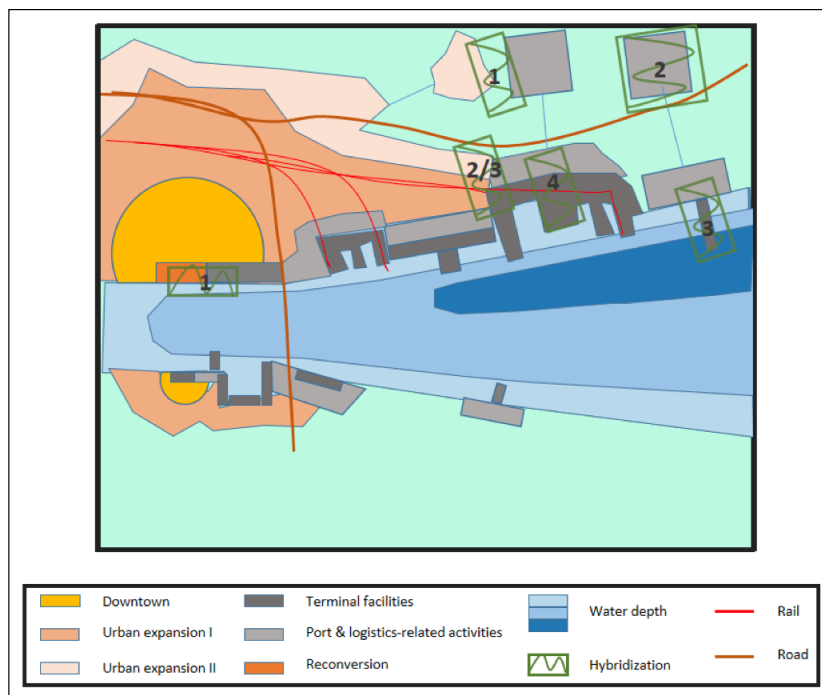 1
2
2/3
4
3
1
Downtown
Terminal facilities
Water depth
Rail
Urban expansion I
Port & logistics-related activities
Urban expansion II
Reconversion
Hybridization
Road